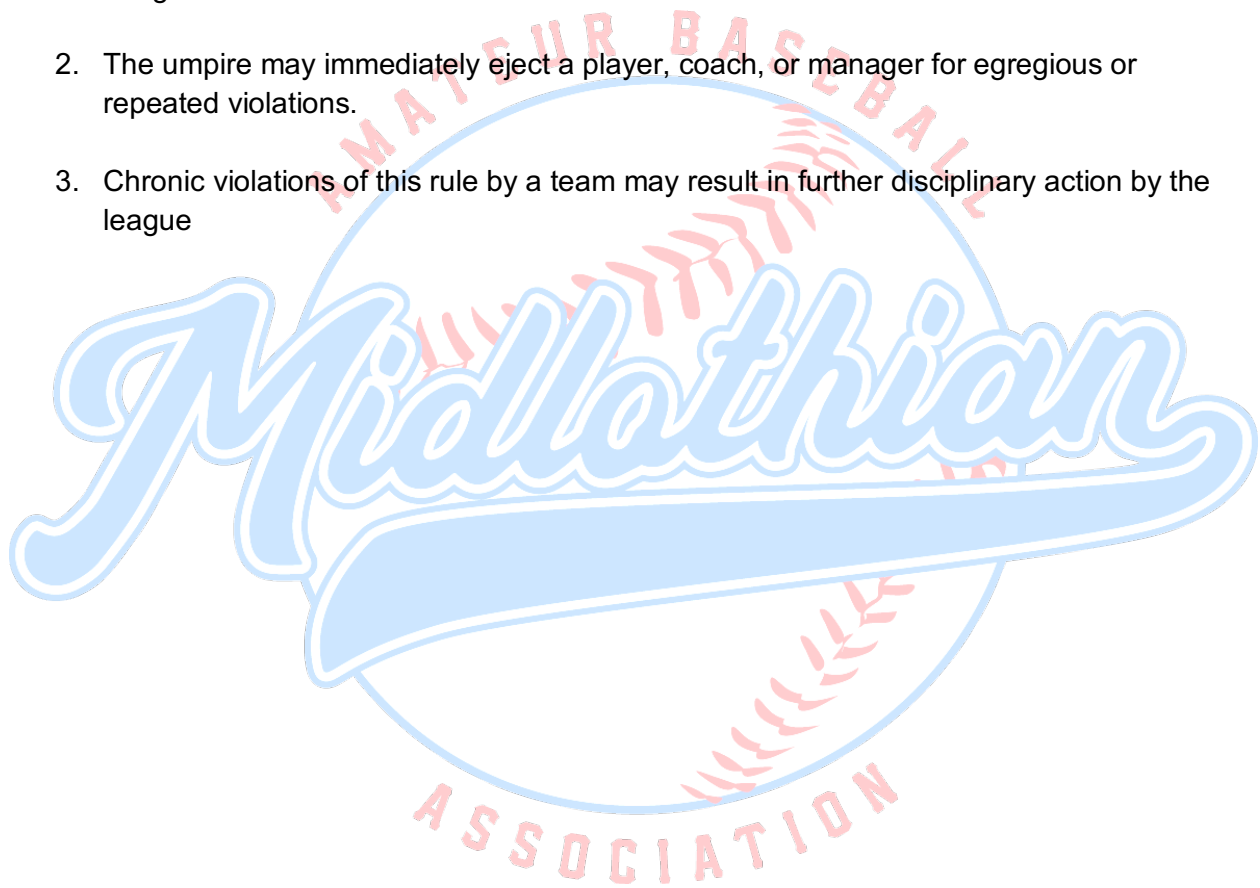 2. The umpire may immediately eject a player, coach, or manager for egregious or
repeated violations.
3. Chronic violations of this rule by a team may result in further disciplinary action by the
league
AMATEUR BASEBALL
Midlothian
ASSOCIATION